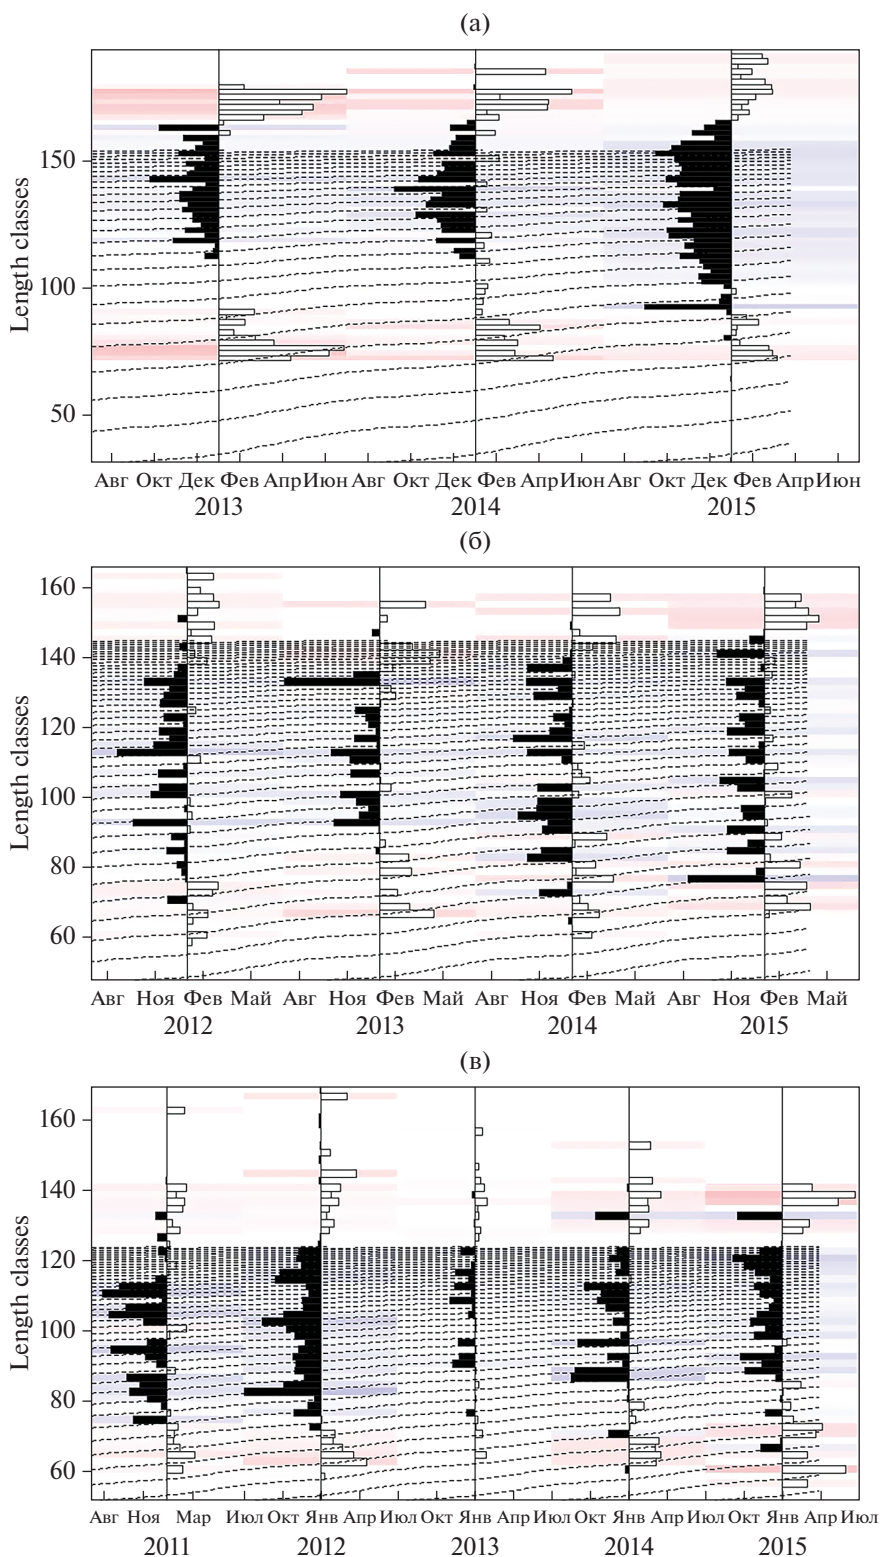 (а)
150
100
50
Length classes
Авг Окт Дек Фев Апр Июн Авг Окт Дек Фев Апр Июн Авг Окт Дек Фев Апр Июн
2013 2014 2015
(б)
160
140
120
100
80
60
Length classes
Авг Ноя Фев Май Авг Ноя Фев Май Авг Ноя Фев Май Авг Ноя Фев Май
2012 2013 2014 2015
(в)
160
140
120
100
80
60
Length classes
Авг Ноя Мар Июл Окт Янв Апр Июл Окт Янв Апр Июл Окт Янв Апр Июл Окт Янв Апр Июл
2011 2012 2013 2014 2015